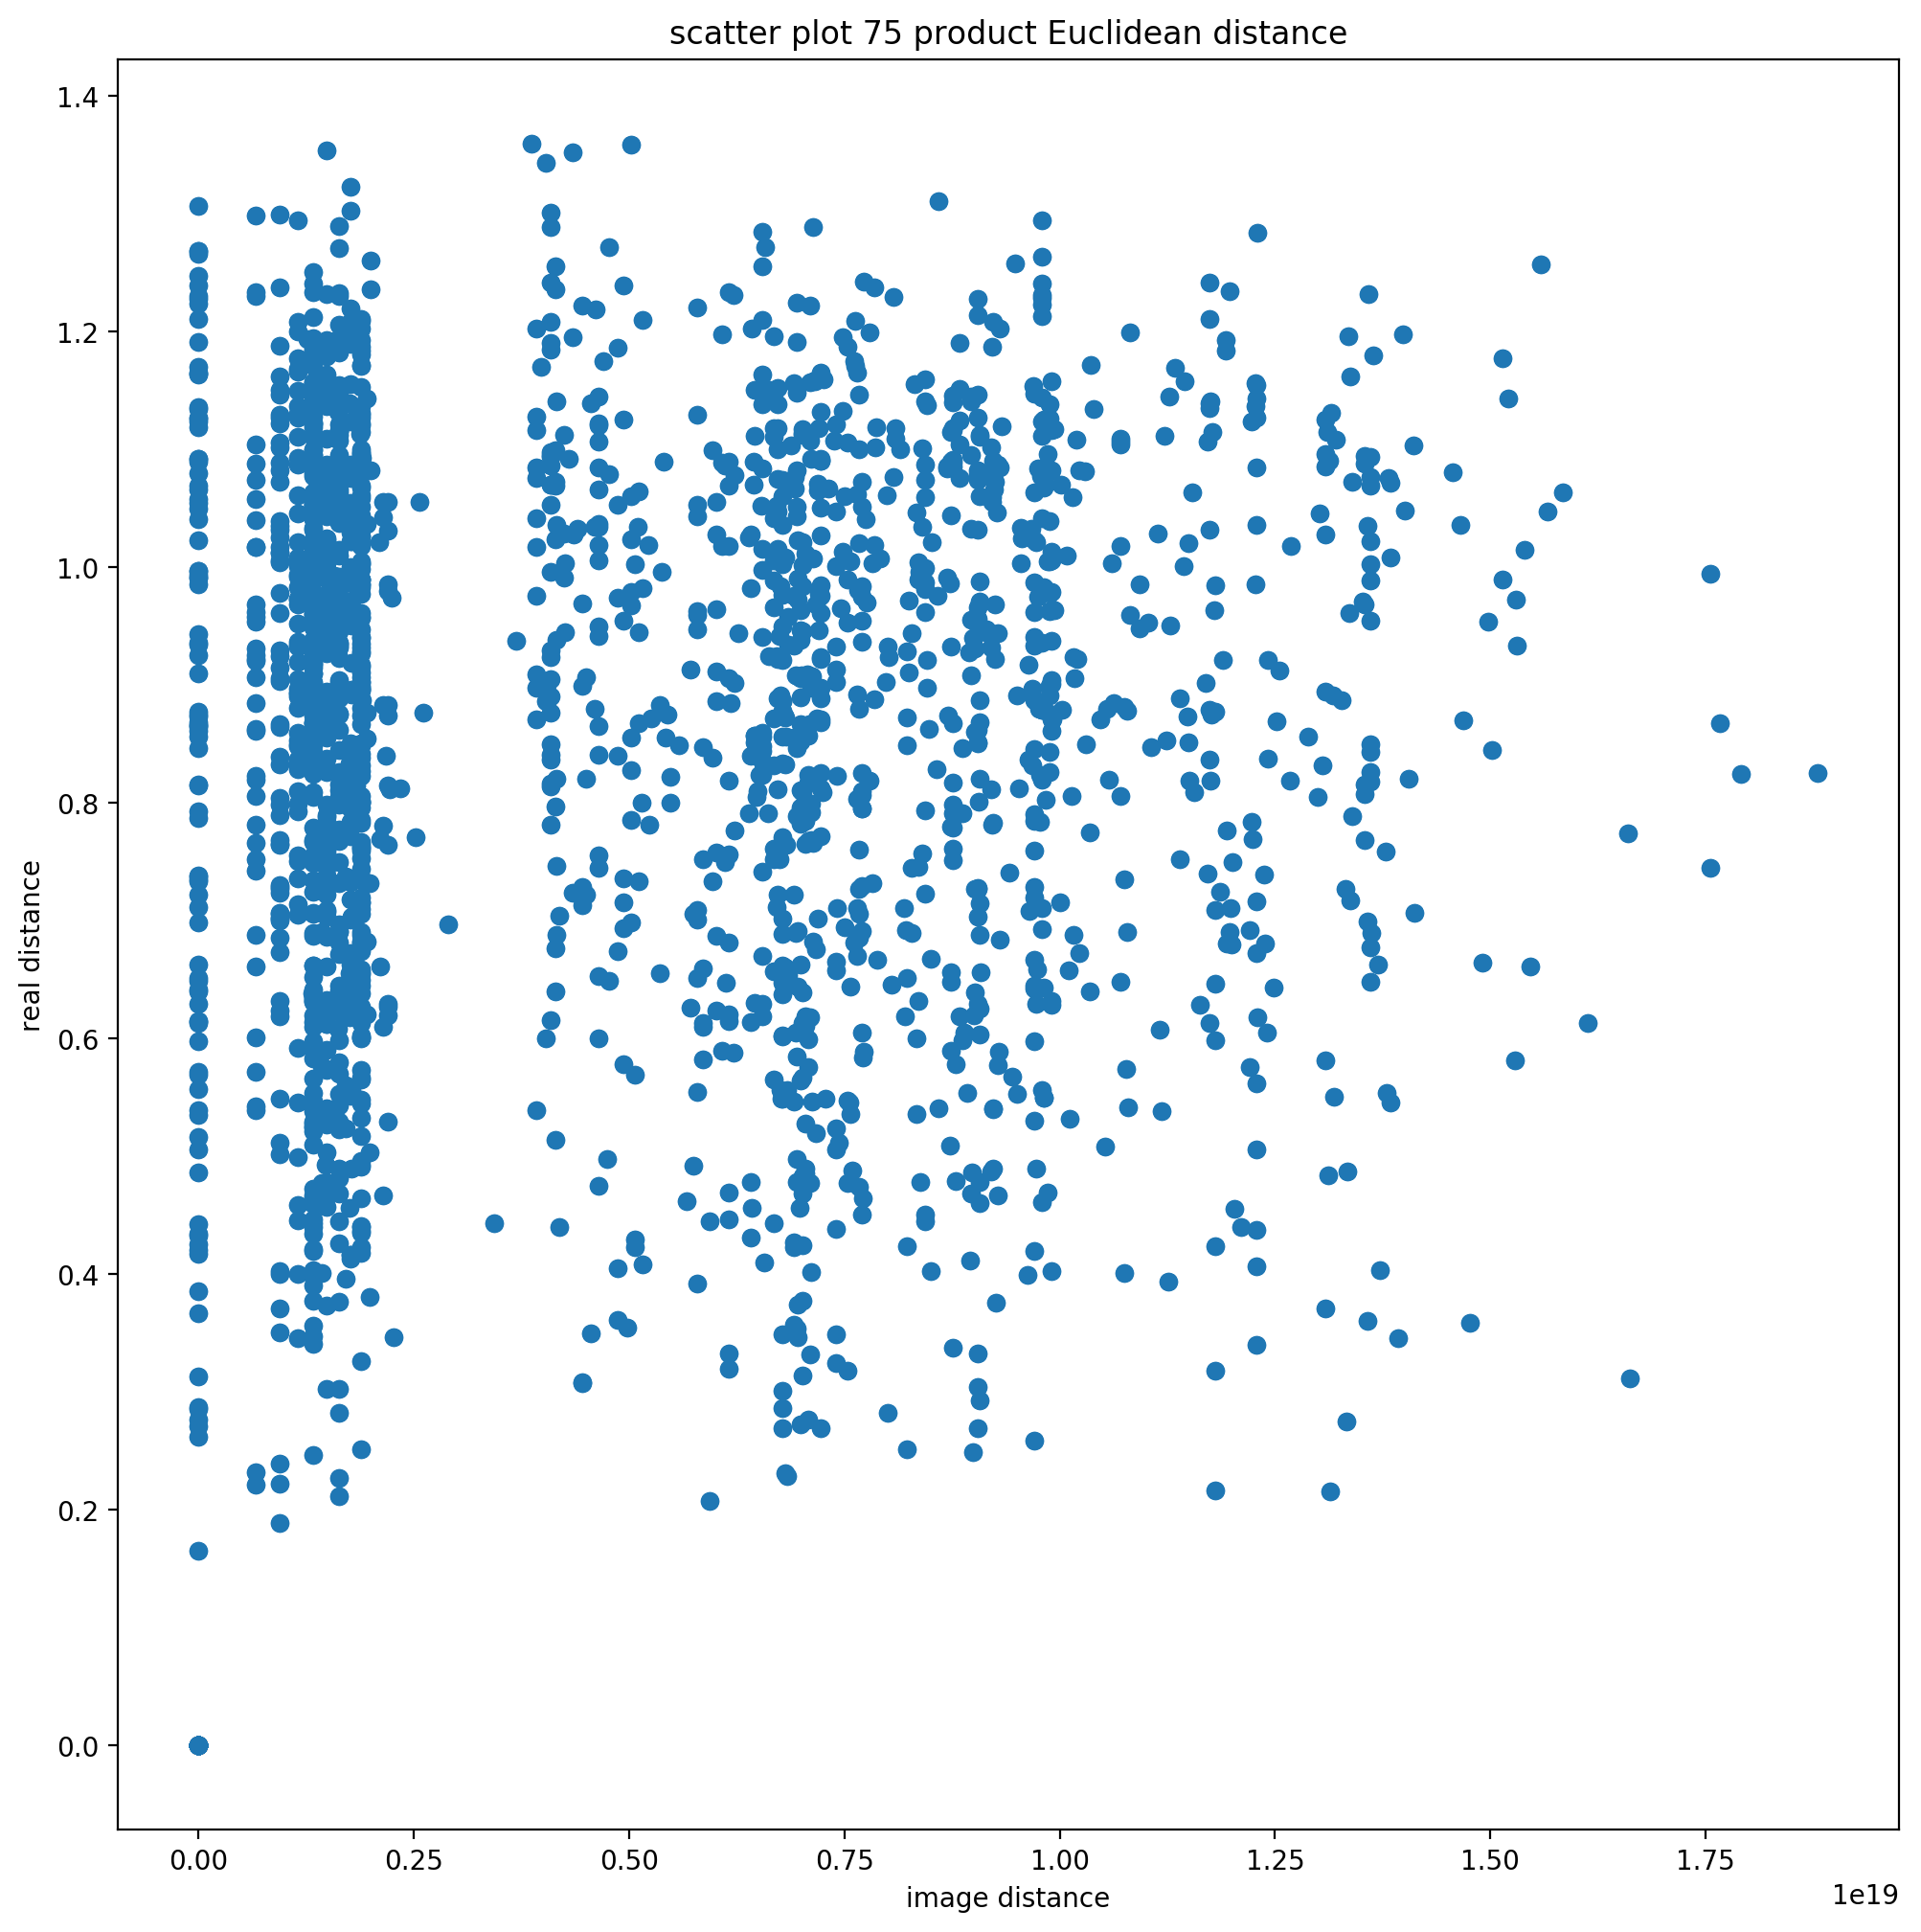 scatter plot 75 product Euclidean distance
real distance
1.4
1.2
1.0
0.8
0.6
0.4
0.2
0.0
0.00 0.25 0.50 0.75 1.00 1.25 1.50 1.75
image distance
1e19